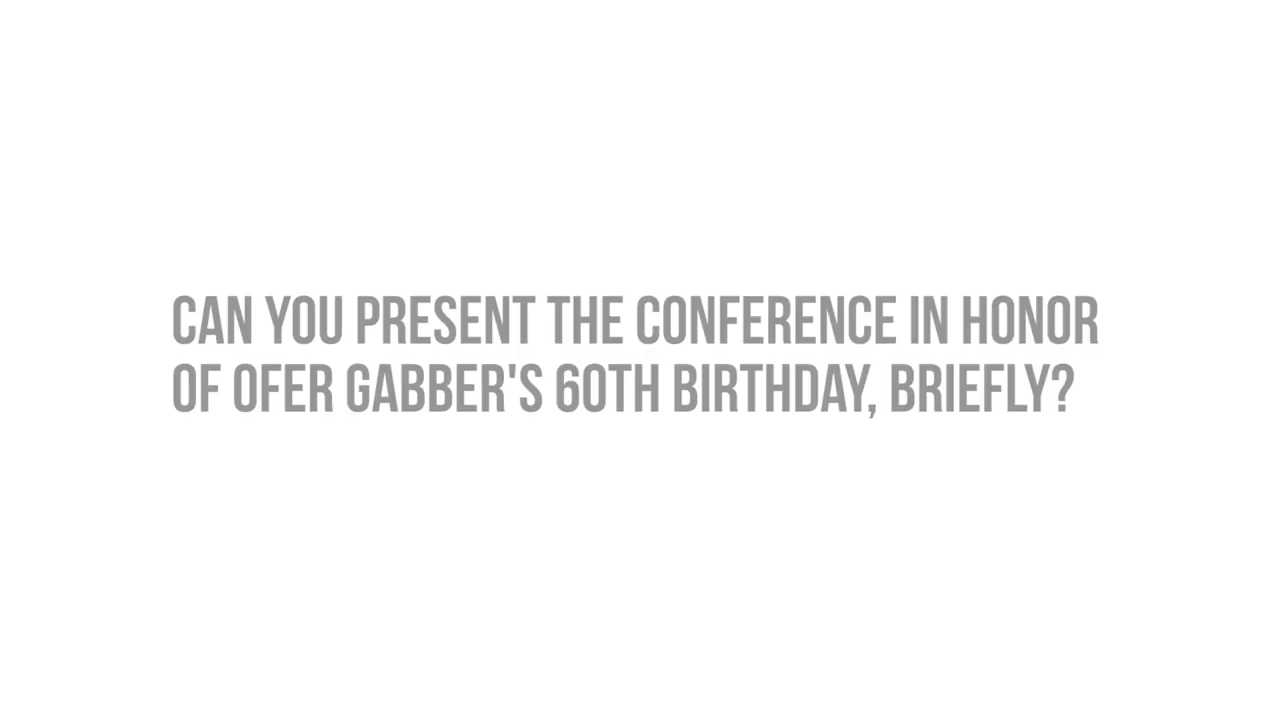 CAN YOU PRESENT THE CONFERENCE IN HONOR
OF OFER GABBER'S 60TH BIRTHDAY, BRIEFLY?